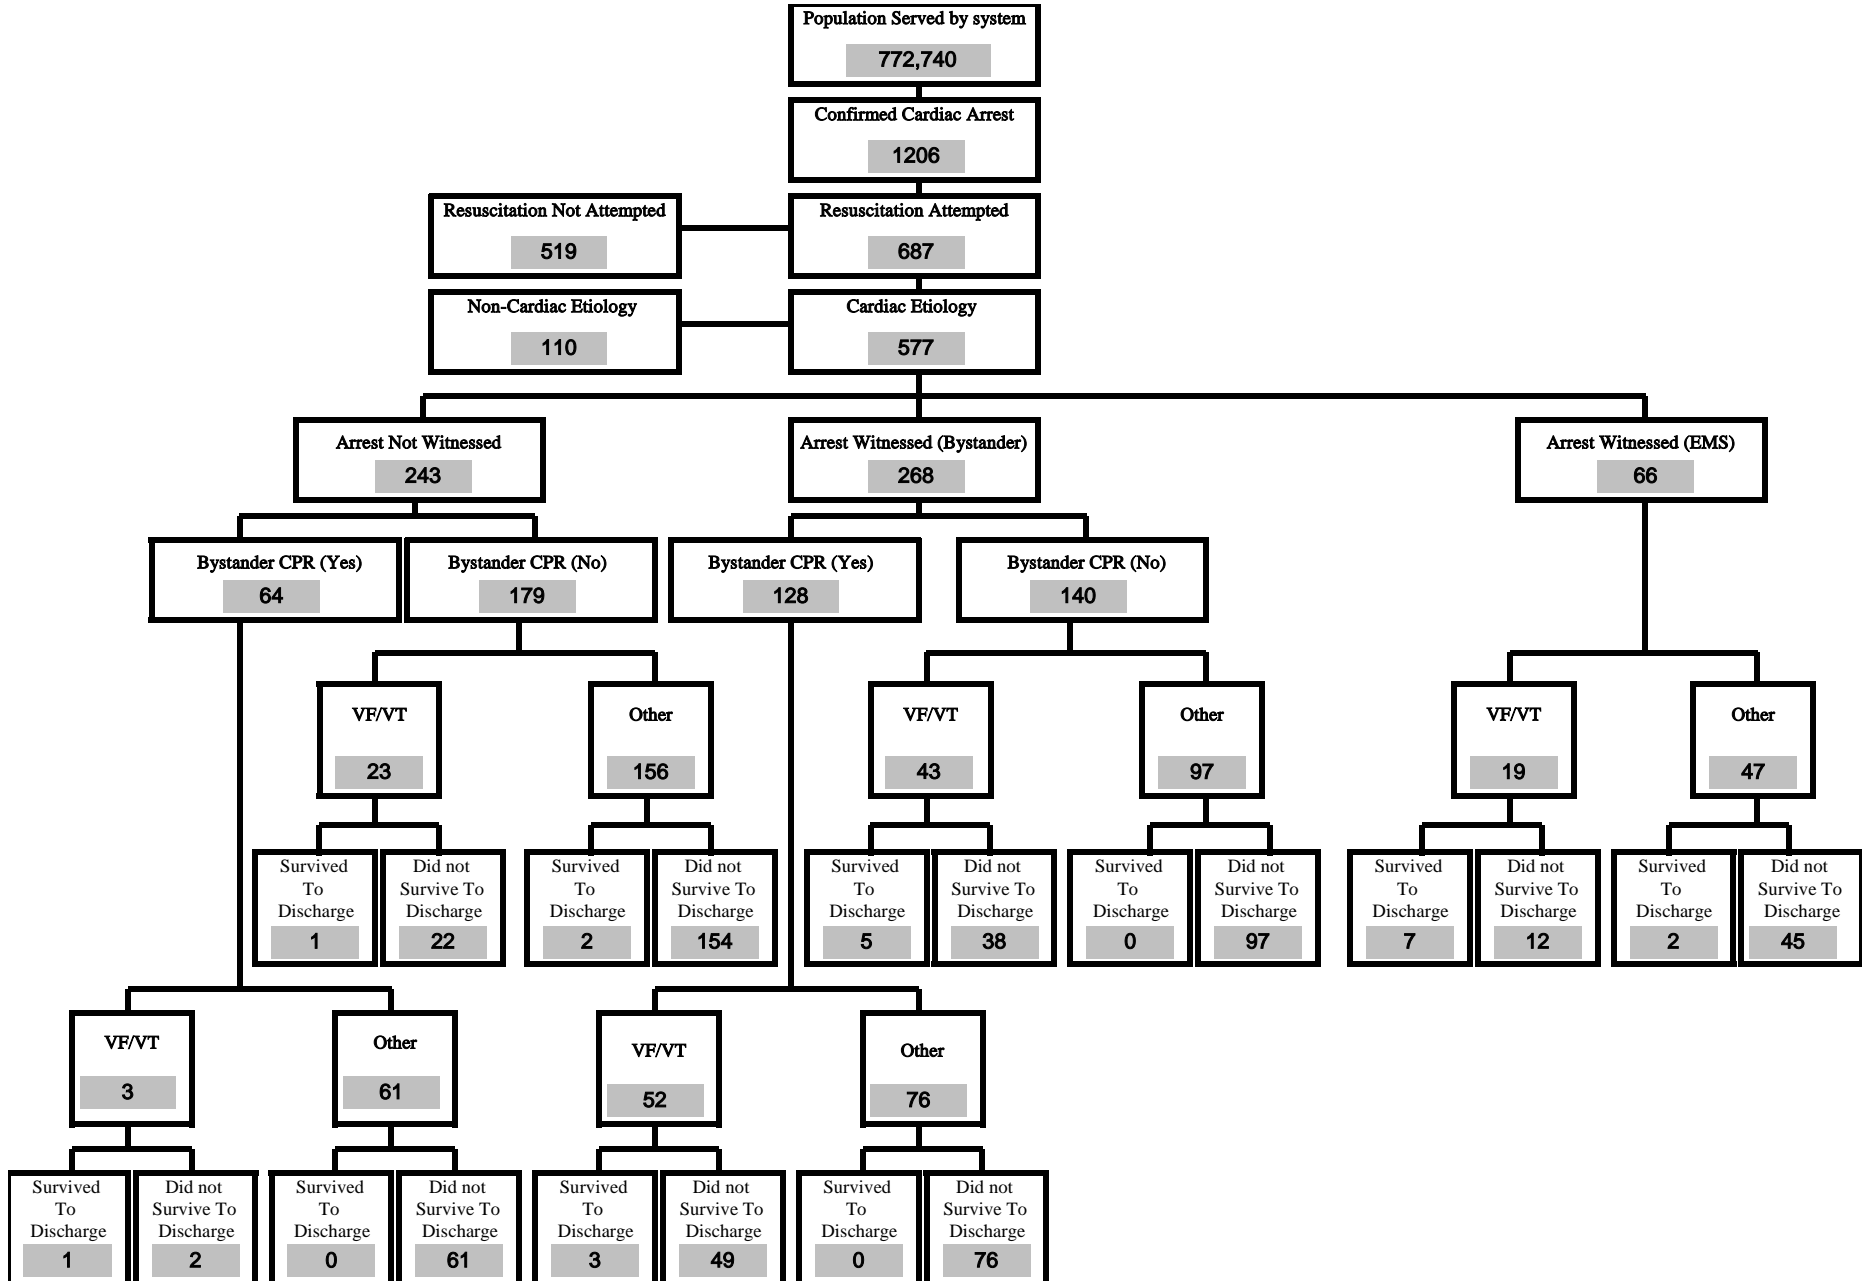 Population Served by system
772,740
Confirmed Cardiac Arrest
1206
Resuscitation Not Attempted
519
Resuscitation Attempted
687
Non-Cardiac Etiology
110
Cardiac Etiology
577
Arrest Not Witnessed
243
Arrest Witnessed (Bystander)
268
Arrest Witnessed (EMS)
66
Bystander CPR (Yes)
64
Bystander CPR (No)
179
Bystander CPR (Yes)
128
Bystander CPR (No)
140
VF/VT
23
Other
156
VF/VT
43
Other
97
VF/VT
19
Other
47
Survived
To
Discharge
1
Did not
Survive To
Discharge
22
Survived
To
Discharge
2
Did not
Survive To
Discharge
154
Survived
To
Discharge
5
Did not
Survive To
Discharge
38
Survived
To
Discharge
0
Did not
Survive To
Discharge
97
Survived
To
Discharge
7
Did not
Survive To
Discharge
12
Survived
To
Discharge
2
Did not
Survive To
Discharge
45
VF/VT
3
Other
61
VF/VT
52
Other
76
Survived
To
Discharge
1
Did not
Survive To
Discharge
2
Survived
To
Discharge
0
Did not
Survive To
Discharge
61
Survived
To
Discharge
3
Did not
Survive To
Discharge
49
Survived
To
Discharge
0
Did not
Survive To
Discharge
76